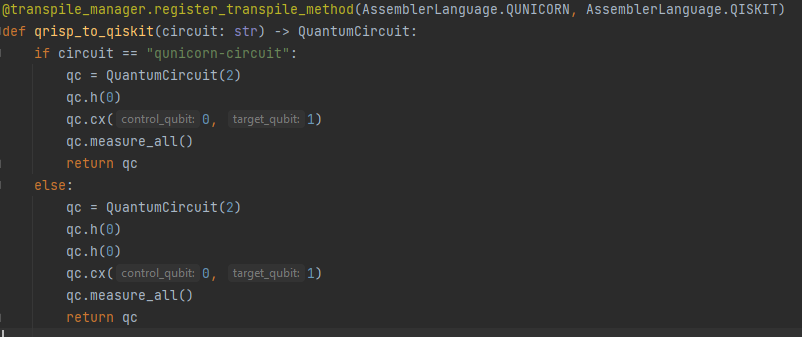 @transpile_manager.register_transpile_method(AssemblerLanguage.QUNICORN, AssemblerLanguage.QISKIT)
def qrisp_to_qiskit(circuit: str) -> QuantumCircuit:
    if circuit == "qunicorn-circuit":
        qc = QuantumCircuit(2)
        qc.h(0)
        qc.cx( control_qubit: 0, target_qubit: 1)
        qc.measure_all()
        return qc
    else:
        qc = QuantumCircuit(2)
        qc.h(0)
        qc.h(0)
        qc.cx( control_qubit: 0, target_qubit: 1)
        qc.measure_all()
        return qc